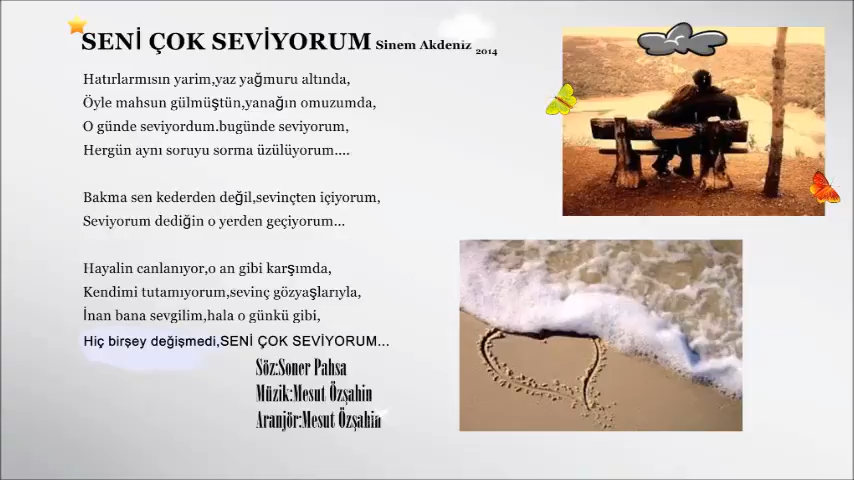 SENİ ÇOK SEVİYORUM Sinem Akdeniz 2014
Hatırlarmısın yarim,yaz yağmuru altında,
Öyle mahsun gülmüştün,yanağın omuzumda,
O günde seviyordum.bugünde seviyorum,
Hergün aynı soruyu sorma üzülüyorum....
Bakma sen kederden değil,sevinçten içiyorum,
Seviyorum dediğin o yerden geçiyorum...
Hayalin canlanıyor,o an gibi karşımda,
Kendimi tutamıyorum,sevinç gözyaşlarıyla,
İnan bana sevgilim,hala o günkü gibi,
Hiç birşey değişmedi,SENİ ÇOK SEVİYORUM...
Söz:Soner Pahsa
Müzik:Mesut Özşahin
Aranjör:Mesut Özşahin